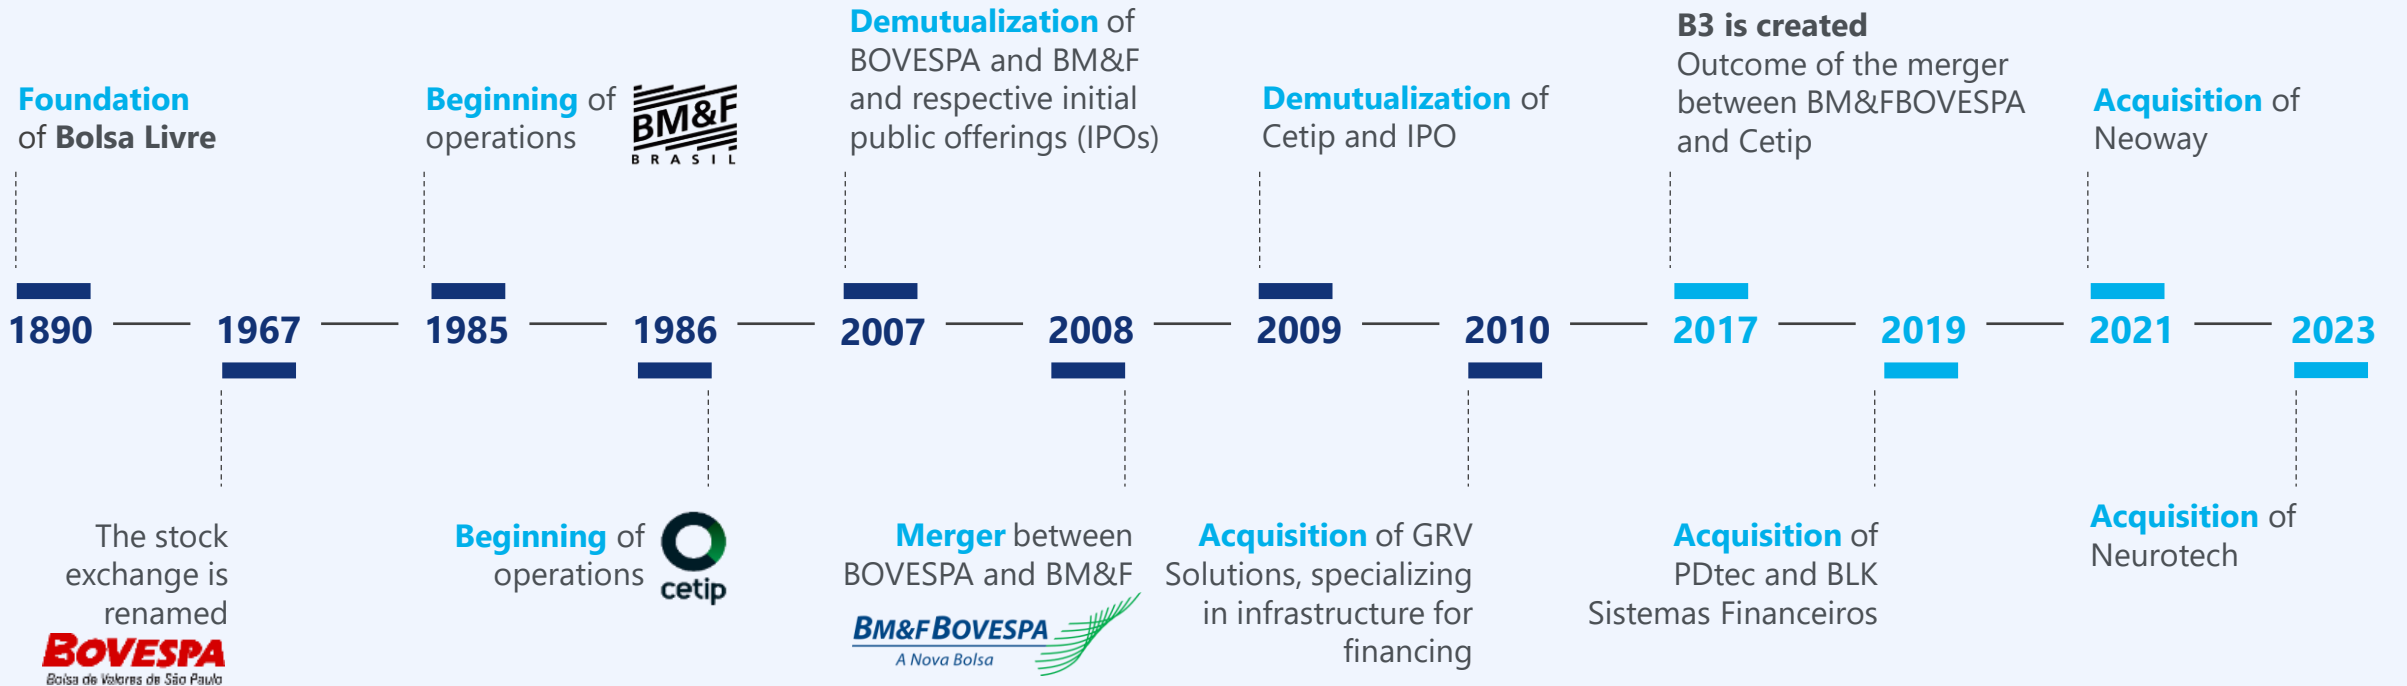 Foundation
of Bolsa Livre
1890
The stock
exchange is
renamed
BOVESPA
Bolsa de Valores de São Paulo
1967
Beginning of
operations
BM&F
BRASIL
1985
1986
Beginning of
operations
cetip
Demutualization of
BOVESPA and BM&F
and respective initial
public offerings (IPOs)
2007
2008
Merger between
BOVESPA and BM&F
BM&FBOVESPA
A Nova Bolsa
Demutualization of
Cetip and IPO
2009
2010
Acquisition of GRV
Solutions, specializing
in infrastructure for
financing
B3 is created
Outcome of the merger
between BM&FBOVESPA
and Cetip
2017
2019
Acquisition of
PDtec and BLK
Sistemas Financeiros
Acquisition of
Neoway
2021
2023
Acquisition of
Neurotech